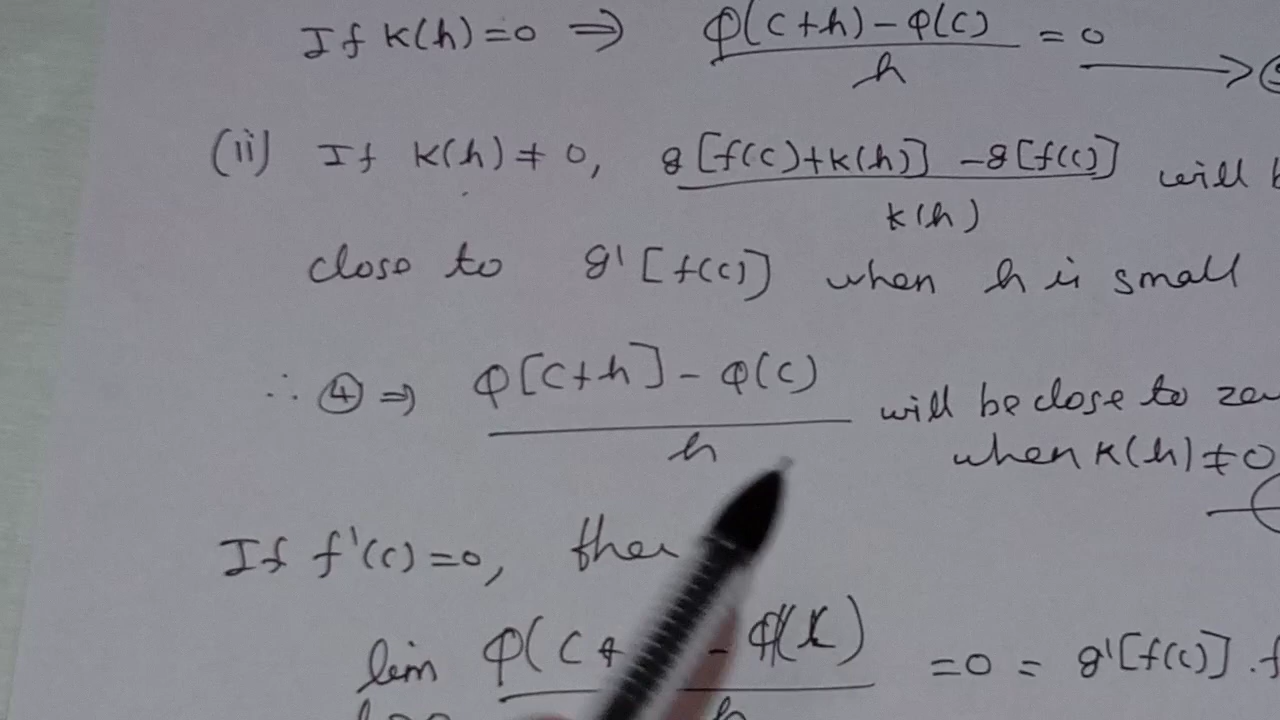 If k(h)=0 ⇒ φ(c+h)-φ(c) / h = 0 →
(ii) If k(h)≠0, g[f(c)+k(h)] -g[f(c)] / k(h) will
close to g'[f(c)] when h is small
∴ ④ ⇒ φ[c+h]-φ(c) / h will be close to
when k(h)≠0
If f'(c)=0, then
lim φ(c+ - φ( ) / h =0 = g'[f(c)].f